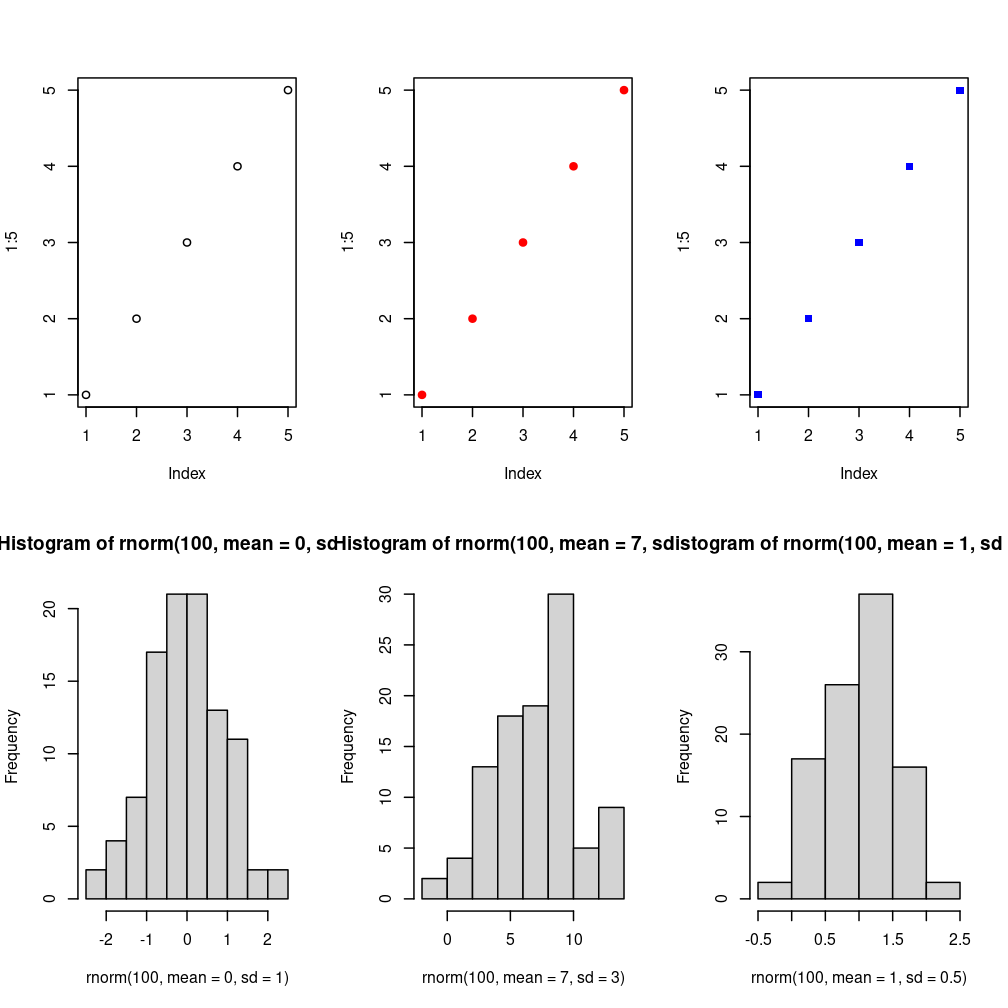 5
4
3
2
1
1:5
1 2 3 4 5
Index
5
4
3
2
1
1:5
1 2 3 4 5
Index
5
4
3
2
1
1:5
1 2 3 4 5
Index
Histogram of rnorm(100, mean = 0, sd
Histogram of rnorm(100, mean = 7, sd
istogram of rnorm(100, mean = 1, sd
20
15
10
5
0
Frequency
-2 -1 0 1 2
rnorm(100, mean = 0, sd = 1)
30
25
20
15
10
5
0
Frequency
0 5 10
rnorm(100, mean = 7, sd = 3)
30
20
10
0
Frequency
-0.5 0.5 1.5 2.5
rnorm(100, mean = 1, sd = 0.5)